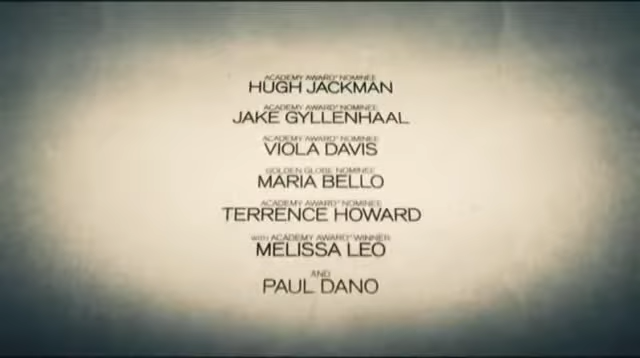 ACADEMY AWARD® NOMINEE
HUGH JACKMAN
ACADEMY AWARD® NOMINEE
JAKE GYLLENHAAL
ACADEMY AWARD® NOMINEE
VIOLA DAVIS
GOLDEN GLOBE NOMINEE
MARIA BELLO
ACADEMY AWARD® NOMINEE
TERRENCE HOWARD
WITH ACADEMY AWARD® WINNER
MELISSA LEO
AND
PAUL DANO